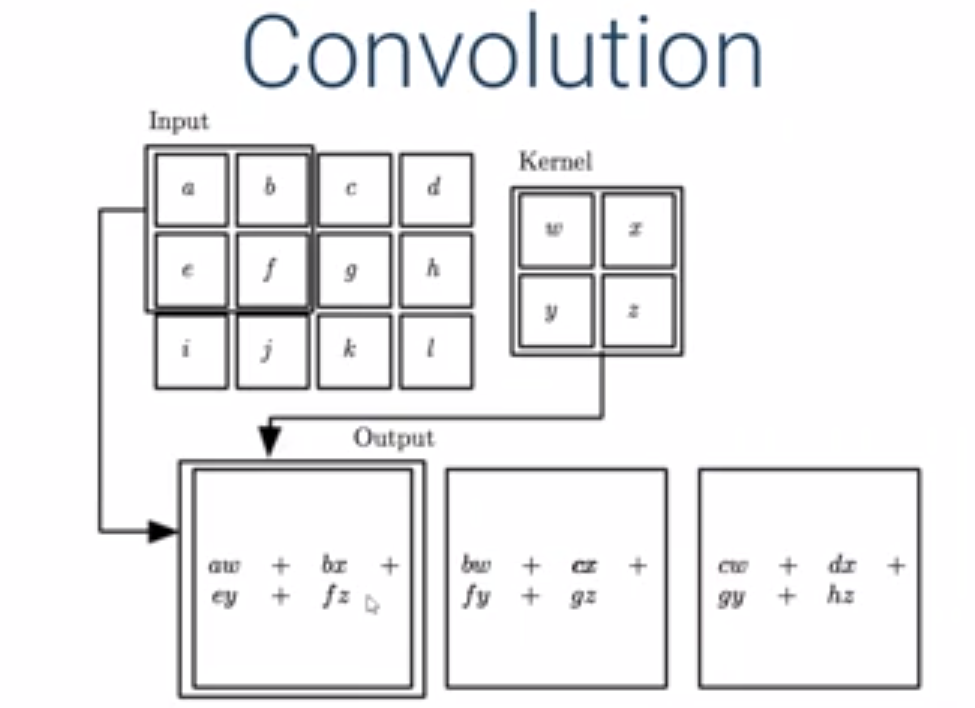 Convolution
Input
Kernel
a b c d
w x
e f g h
y z
i j k l
Output
aw + bx +
ey + fz
bw + cx +
fy + gz
cw + dx +
gy + hz